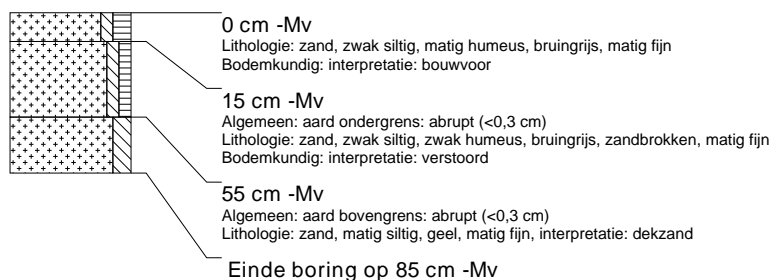 0 cm -Mv
Lithologie: zand, zwak siltig, matig humeus, bruingrijs, matig fijn
Bodemkundig: interpretatie: bouwvoor
15 cm -Mv
Algemeen: aard ondergrens: abrupt (<0,3 cm)
Lithologie: zand, zwak siltig, zwak humeus, bruingrijs, zandbrokken, matig fijn
Bodemkundig: interpretatie: verstoord
55 cm -Mv
Algemeen: aard bovengrens: abrupt (<0,3 cm)
Lithologie: zand, matig siltig, geel, matig fijn, interpretatie: dekzand
Einde boring op 85 cm -Mv